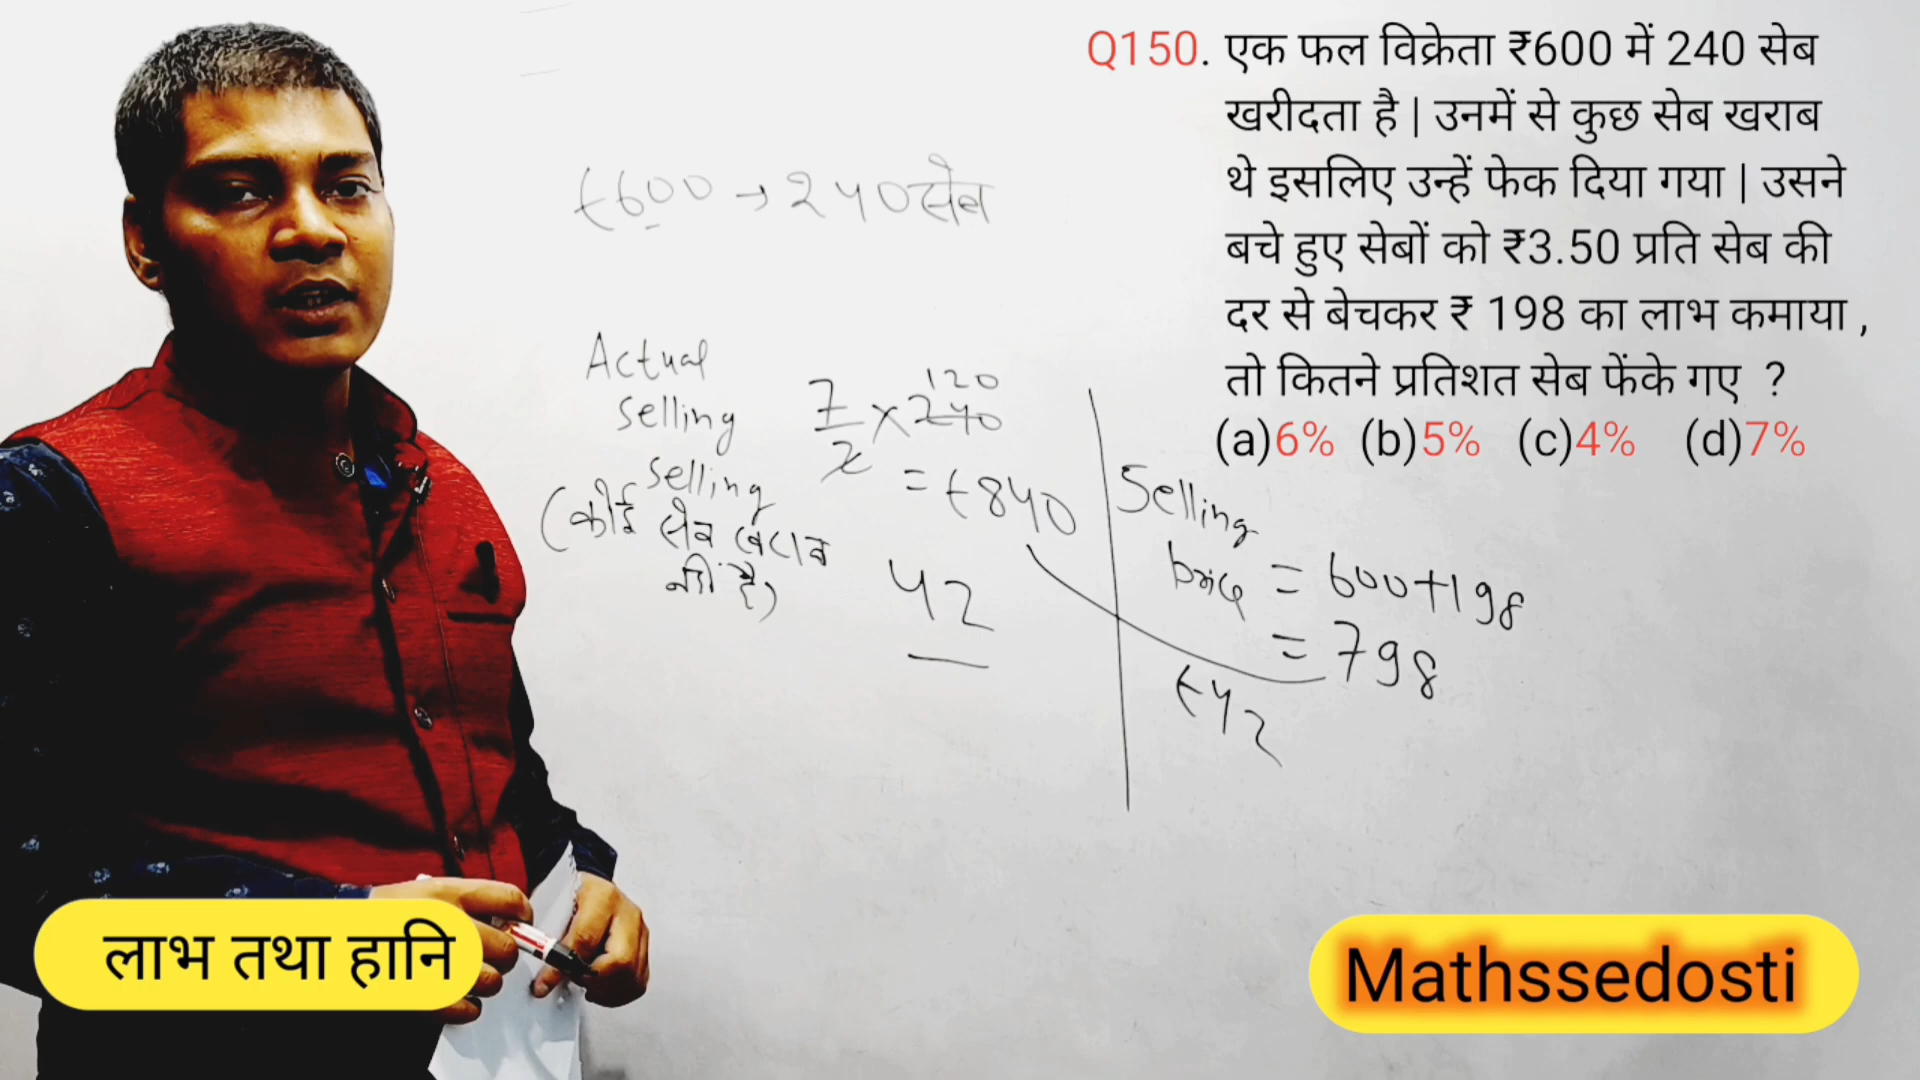 Q150. एक फल विक्रेता ₹600 में 240 सेब
खरीदता है | उनमें से कुछ सेब खराब
थे इसलिए उन्हें फेक दिया गया | उसने
बचे हुए सेबों को ₹3.50 प्रति सेब की
दर से बेचकर ₹ 198 का लाभ कमाया ,
तो कितने प्रतिशत सेब फेंके गए ?
(a)6% (b)5% (c)4% (d)7%
₹600 → 240 सेब
Actual
selling
selling
(कोई सेब खराब
नहीं है)
7/2 × 240
120
= ₹840
42
Selling
price = 600+198
= 798
₹42
लाभ तथा हानि
Mathssedosti